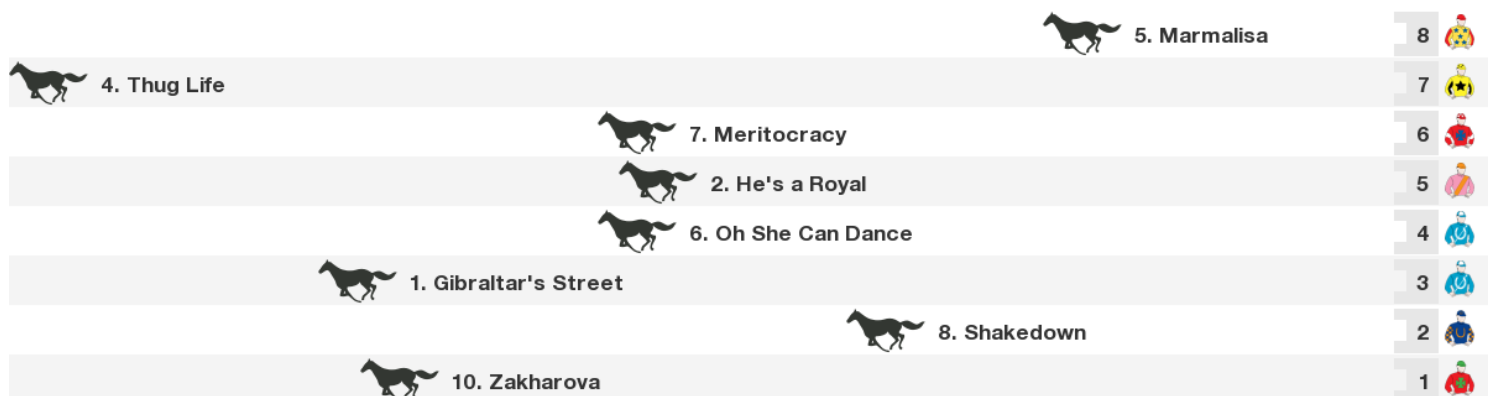 5. Marmalisa 8
4. Thug Life 7
7. Meritocracy 6
2. He's a Royal 5
6. Oh She Can Dance 4
1. Gibraltar's Street 3
8. Shakedown 2
10. Zakharova 1